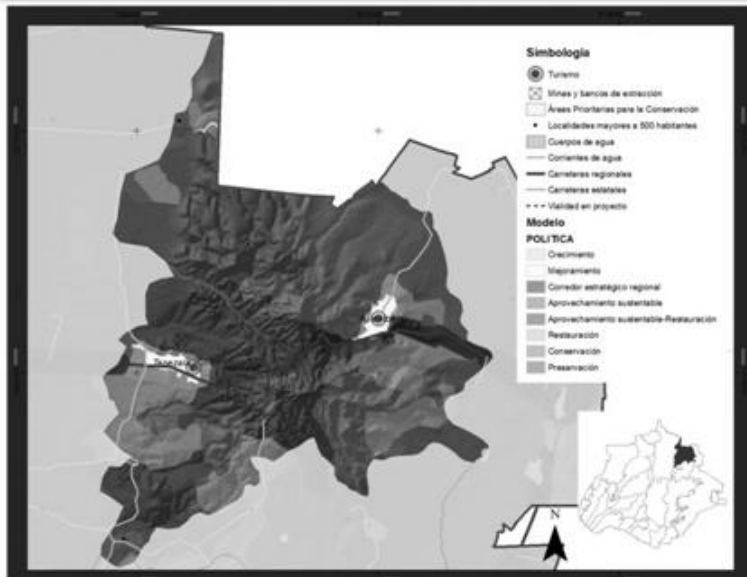 Simbología
Turismo
Minas y bancos de extracción
Áreas Prioritarias para la Conservación
Localidades mayores a 500 habitantes
Cuerpos de agua
Corrientes de agua
Carreteras regionales
Carreteras estatales
Vialidad en proyecto
Modelo
POLITICA
Crecimiento
Mejoramiento
Corredor estratégico regional
Aprovechamiento sustentable
Aprovechamiento sustentable-Restauración
Restauración
Conservación
Preservación
N